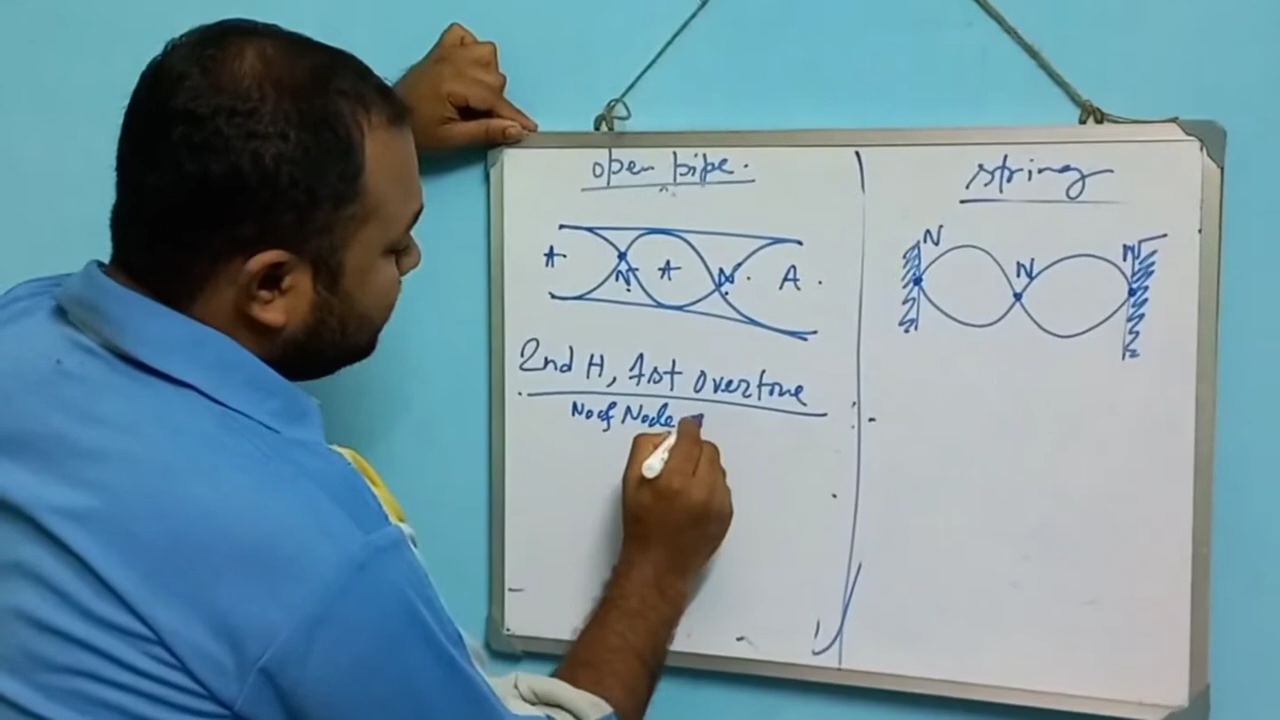 open pipe.
A N A N A.
2nd H, 1st overtone
No of Node
string
N N N